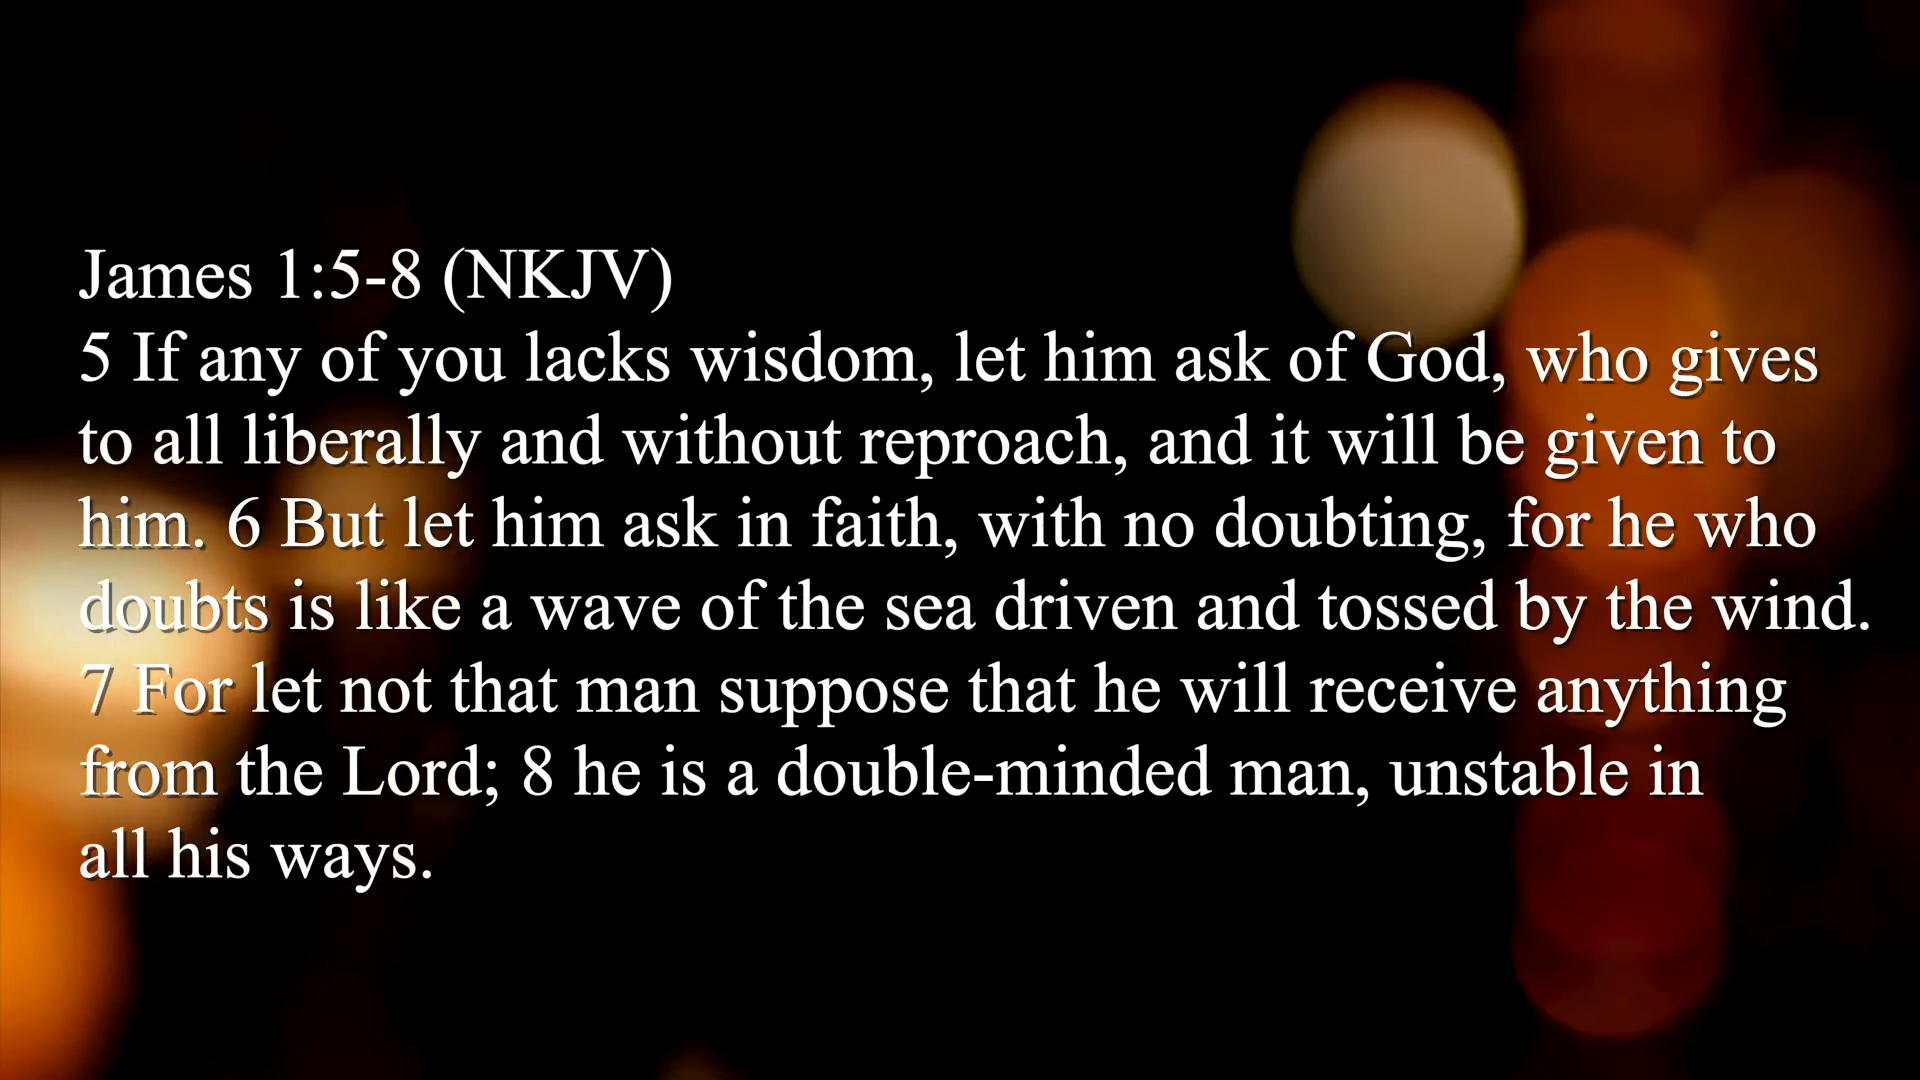 James 1:5-8 (NKJV)
5 If any of you lacks wisdom, let him ask of God, who gives
to all liberally and without reproach, and it will be given to
him. 6 But let him ask in faith, with no doubting, for he who
doubts is like a wave of the sea driven and tossed by the wind.
7 For let not that man suppose that he will receive anything
from the Lord; 8 he is a double-minded man, unstable in
all his ways.